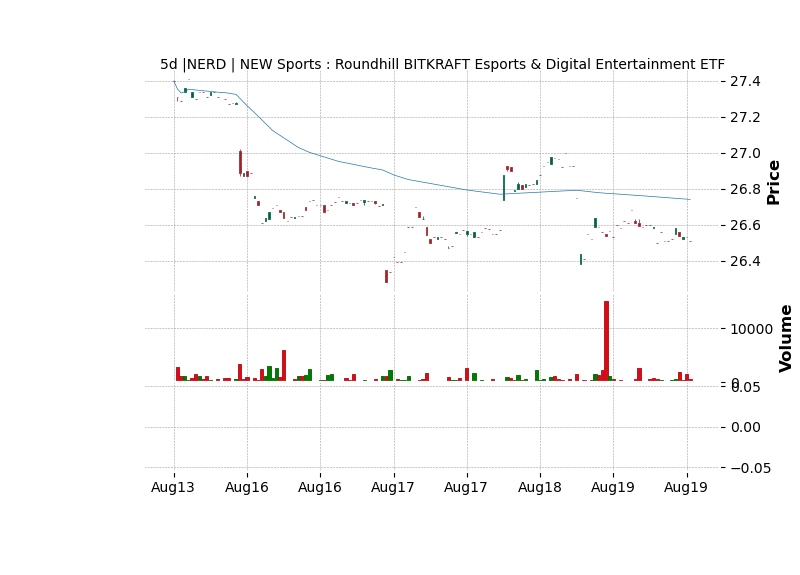 5d |NERD | NEW Sports : Roundhill BITKRAFT Esports & Digital Entertainment ETF
27.4
27.2
27.0
26.8
26.6
26.4
Price
10000
0
Volume
0.05
0.00
−0.05
Aug13 Aug16 Aug16 Aug17 Aug17 Aug18 Aug19 Aug19